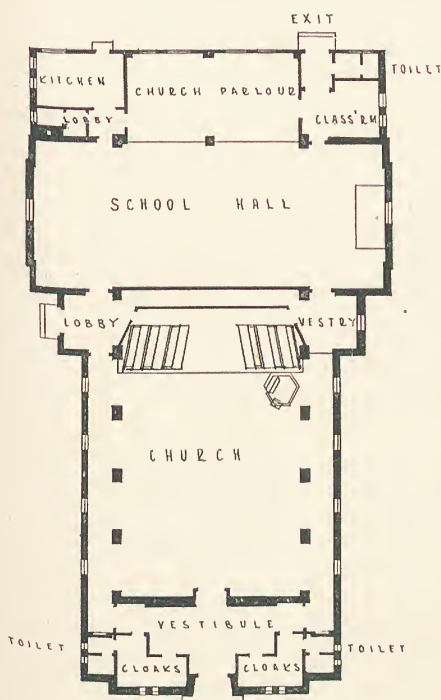 EXIT
KITCHEN
CHURCH PARLOUR
TOILET
LOBBY
CLASS'RM
SCHOOL HALL
LOBBY
VESTRY
CHURCH
VESTIBULE
TOILET
TOILET
CLOAKS
CLOAKS